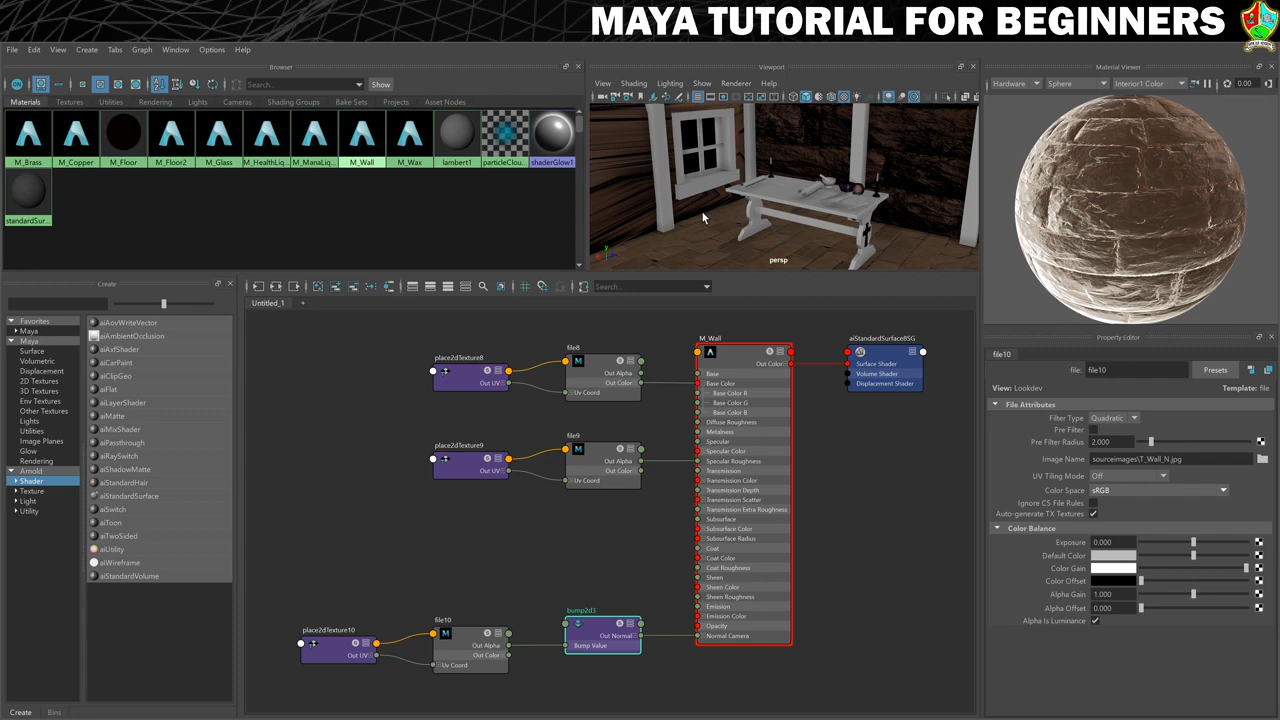 MAYA TUTORIAL FOR BEGINNERS
File Edit View Create Tabs Graph Window Options Help
Browser
Search... Show
Materials Textures Utilities Rendering Lights Cameras Shading Groups Bake Sets Projects Asset Nodes
M_Brass M_Copper M_Floor M_Floor2 M_Glass M_HealthLiq... M_ManaLiq... M_Wall M_Wax lambert1 particleClou... shaderGlow1
standardSur...
Viewport
View Shading Lighting Show Renderer Help
persp
Material Viewer
Hardware Sphere Interior1 Color 0.00
Create
Favorites
Maya
Maya
Surface
Volumetric
Displacement
2D Textures
3D Textures
Env Textures
Other Textures
Lights
Utilities
Image Planes
Glow
Rendering
Arnold
Shader
Texture
Light
Utility
aiAovWriteVector
aiAmbientOcclusion
aiAxfShader
aiCarPaint
aiClipGeo
aiFlat
aiLayerShader
aiMatte
aiMixShader
aiPassthrough
aiRaySwitch
aiShadowMatte
aiStandardHair
aiStandardSurface
aiSwitch
aiToon
aiTwoSided
aiUtility
aiWireframe
aiStandardVolume
Create Bins
Search...
Untitled_1 +
place2dTexture8
Out UV
file8
Out Alpha
Out Color
Uv Coord
place2dTexture9
Out UV
file9
Out Alpha
Out Color
Uv Coord
place2dTexture10
Out UV
file10
Out Alpha
Out Color
Uv Coord
bump2d3
Out Normal
Bump Value
M_Wall
Out Color
Base
Base Color
Base Color R
Base Color G
Base Color B
Diffuse Roughness
Metalness
Specular
Specular Color
Specular Roughness
Transmission
Transmission Color
Transmission Depth
Transmission Scatter
Transmission Extra Roughness
Subsurface
Subsurface Color
Subsurface Radius
Coat
Coat Color
Coat Roughness
Sheen
Sheen Color
Sheen Roughness
Emission
Emission Color
Opacity
Normal Camera
aiStandardSurface8SG
Surface Shader
Volume Shader
Displacement Shader
Property Editor
file10
file: file10 Presets
View: Lookdev Template: file
File Attributes
Filter Type Quadratic
Pre Filter
Pre Filter Radius 2.000
Image Name sourceimages\T_Wall_N.jpg
UV Tiling Mode Off
Color Space sRGB
Ignore CS File Rules
Auto-generate TX Textures
Color Balance
Exposure 0.000
Default Color
Color Gain
Color Offset
Alpha Gain 1.000
Alpha Offset 0.000
Alpha Is Luminance